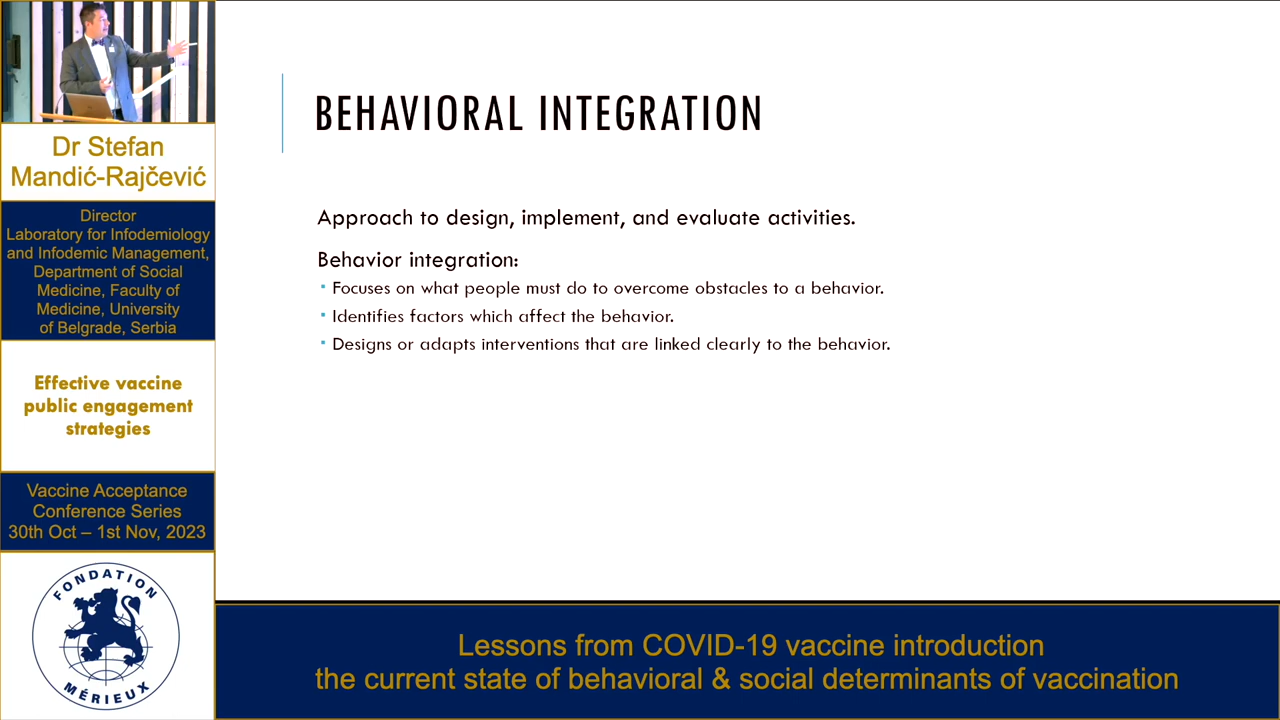 Dr Stefan
Mandić-Rajčević
Director
Laboratory for Infodemiology
and Infodemic Management,
Department of Social
Medicine, Faculty of
Medicine, University
of Belgrade, Serbia
Effective vaccine
public engagement
strategies
Vaccine Acceptance
Conference Series
30th Oct – 1st Nov, 2023
FONDATION
MÉRIEUX
BEHAVIORAL INTEGRATION
Approach to design, implement, and evaluate activities.
Behavior integration:
▪ Focuses on what people must do to overcome obstacles to a behavior.
▪ Identifies factors which affect the behavior.
▪ Designs or adapts interventions that are linked clearly to the behavior.
Lessons from COVID-19 vaccine introduction
the current state of behavioral & social determinants of vaccination